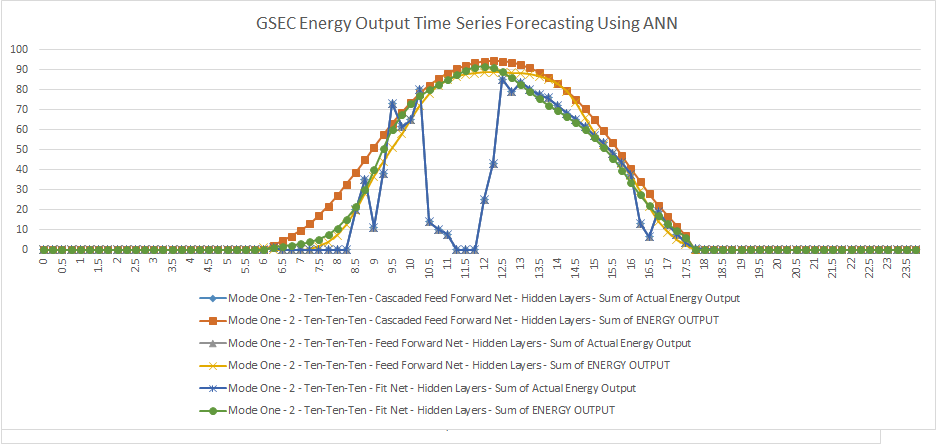 GSEC Energy Output Time Series Forecasting Using ANN
100
90
80
70
60
50
40
30
20
10
0
0 0.5 1 1.5 2 2.5 3 3.5 4 4.5 5 5.5 6 6.5 7 7.5 8 8.5 9 9.5 10 10.5 11 11.5 12 12.5 13 13.5 14 14.5 15 15.5 16 16.5 17 17.5 18 18.5 19 19.5 20 20.5 21 21.5 22 22.5 23 23.5
Mode One - 2 - Ten-Ten-Ten - Cascaded Feed Forward Net - Hidden Layers - Sum of Actual Energy Output
Mode One - 2 - Ten-Ten-Ten - Cascaded Feed Forward Net - Hidden Layers - Sum of ENERGY OUTPUT
Mode One - 2 - Ten-Ten-Ten - Feed Forward Net - Hidden Layers - Sum of Actual Energy Output
Mode One - 2 - Ten-Ten-Ten - Feed Forward Net - Hidden Layers - Sum of ENERGY OUTPUT
Mode One - 2 - Ten-Ten-Ten - Fit Net - Hidden Layers - Sum of Actual Energy Output
Mode One - 2 - Ten-Ten-Ten - Fit Net - Hidden Layers - Sum of ENERGY OUTPUT